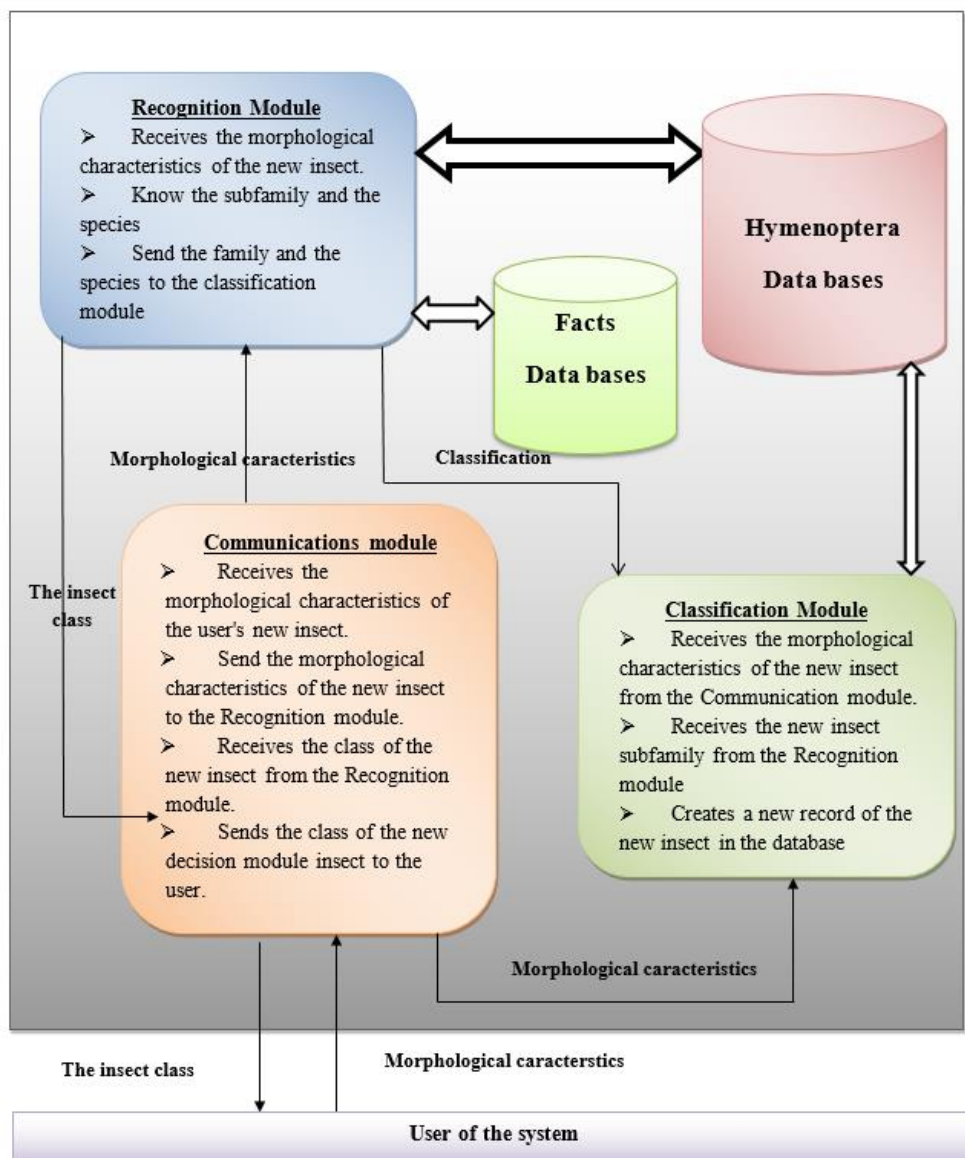 Recognition Module
➢ Receives the morphological
characteristics of the new insect.
➢ Know the subfamily and the
species
➢ Send the family and the
species to the classification
module
Hymenoptera
Data bases
Facts
Data bases
Morphological caracteristics
Classification
The insect
class
Communications module
➢ Receives the
morphological characteristics of
the user's new insect.
➢ Send the morphological
characteristics of the new insect
to the Recognition module.
➢ Receives the class of the
new insect from the Recognition
module.
➢ Sends the class of the new
decision module insect to the
user.
Classification Module
➢ Receives the morphological
characteristics of the new insect
from the Communication module.
➢ Receives the new insect
subfamily from the Recognition
module
➢ Creates a new record of the
new insect in the database
Morphological caracteristics
The insect class
Morphological caracterstics
User of the system